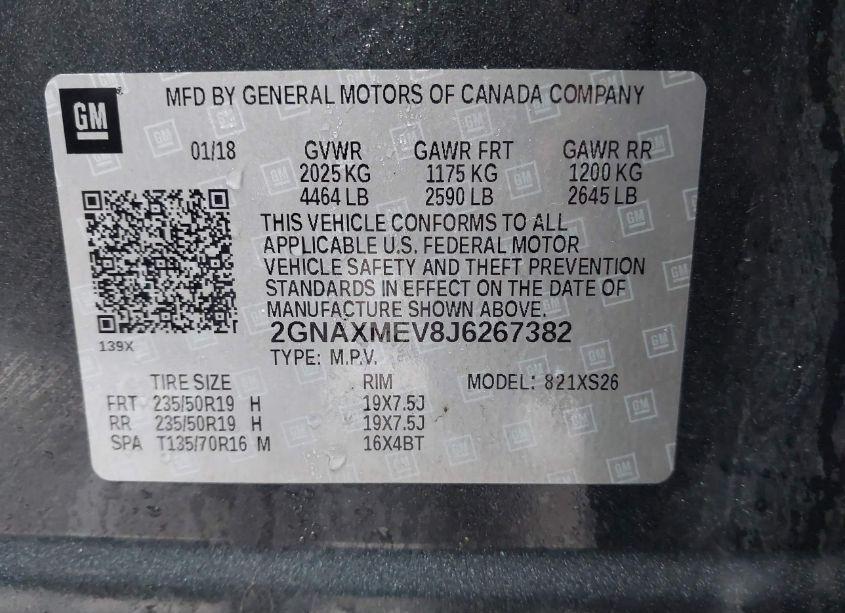 GM
MFD BY GENERAL MOTORS OF CANADA COMPANY
01/18 GVWR GAWR FRT GAWR RR
2025 KG 1175 KG 1200 KG
4464 LB 2590 LB 2645 LB
THIS VEHICLE CONFORMS TO ALL
APPLICABLE U.S. FEDERAL MOTOR
VEHICLE SAFETY AND THEFT PREVENTION
STANDARDS IN EFFECT ON THE DATE OF
MANUFACTURE SHOWN ABOVE.
2GNAXMEV8J6267382
139X
TYPE: M.P.V.
TIRE SIZE RIM MODEL: 821XS26
FRT 235/50R19 H 19X7.5J
RR 235/50R19 H 19X7.5J
SPA T135/70R16 M 16X4BT